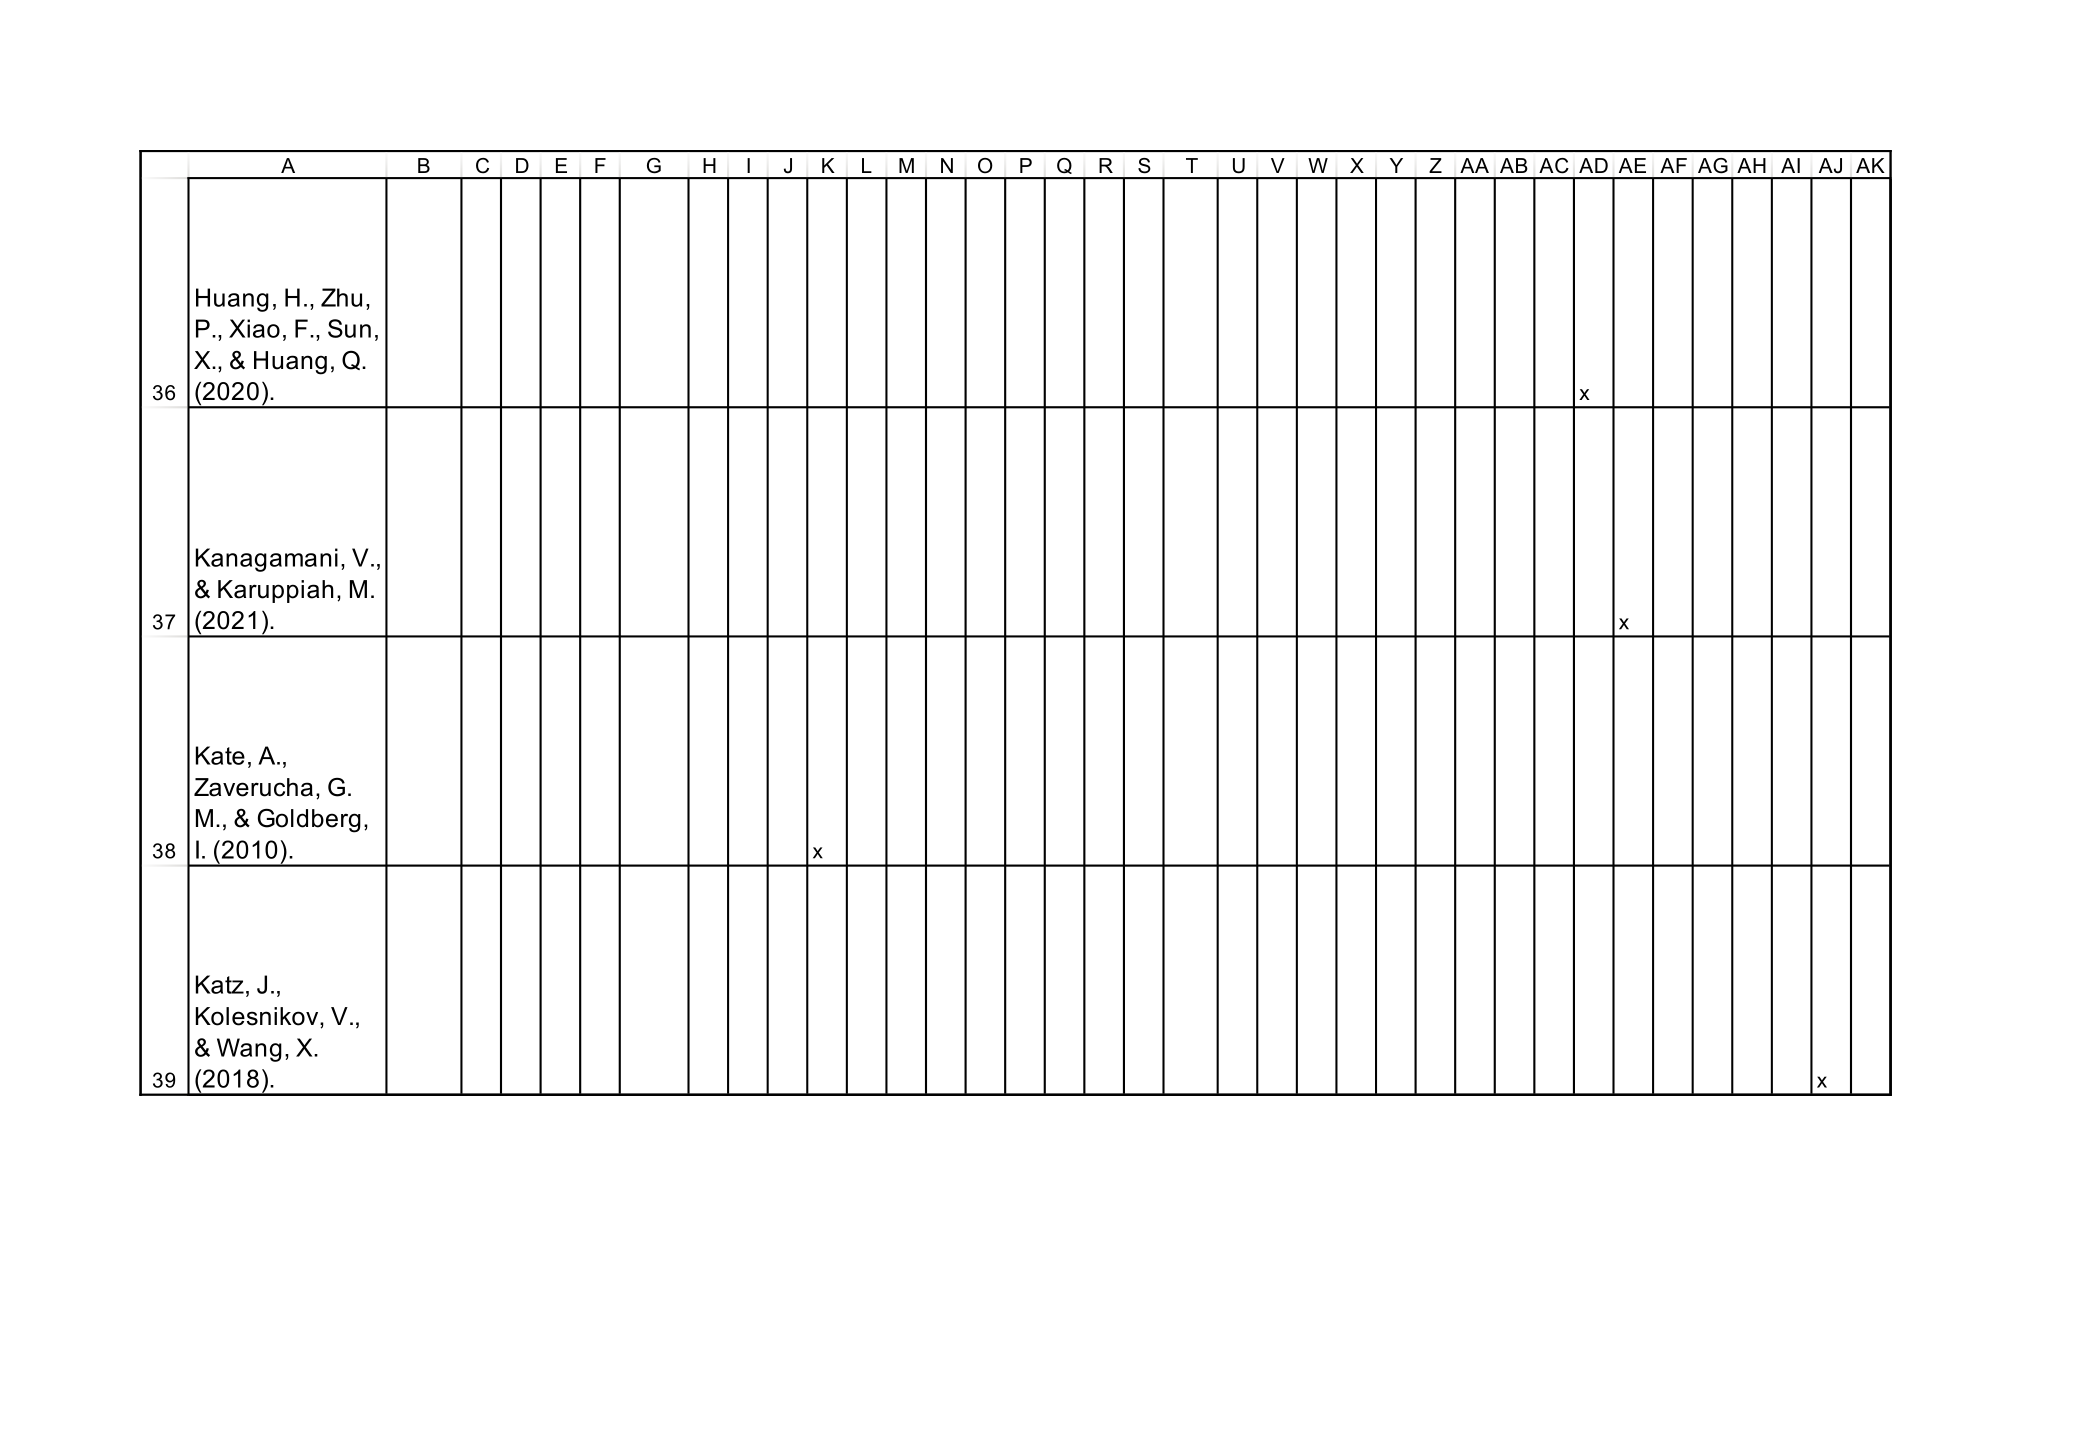 A B C D E F G H I J K L M N O P Q R S T U V W X Y Z AA AB AC AD AE AF AG AH AI AJ AK
Huang, H., Zhu,
P., Xiao, F., Sun,
X., & Huang, Q.
36 (2020). x
Kanagamani, V.,
& Karuppiah, M.
37 (2021). x
Kate, A.,
Zaverucha, G.
M., & Goldberg,
38 I. (2010). x
Katz, J.,
Kolesnikov, V.,
& Wang, X.
39 (2018). x